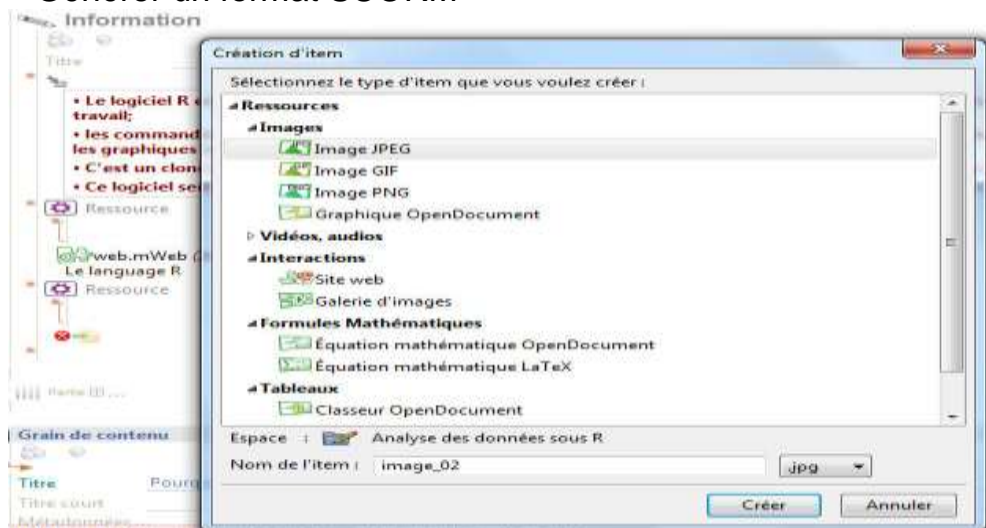 Information
Titre
• Le logiciel R
travail;
• les command
les graphiques
• C'est un clon
• Ce logiciel se
Ressource
web.mWeb
Le language R
Ressource
Grain de contenu
Titre
Titre court
Métadonnées
Création d'item
Sélectionnez le type d'item que vous voulez créer :
Ressources
Images
Image JPEG
Image GIF
Image PNG
Graphique OpenDocument
Vidéos, audios
Interactions
Site web
Galerie d'images
Formules Mathématiques
Équation mathématique OpenDocument
Équation mathématique LaTeX
Tableaux
Classeur OpenDocument
Espace : Analyse des données sous R
Nom de l'item : image_02 .jpg
Créer Annuler